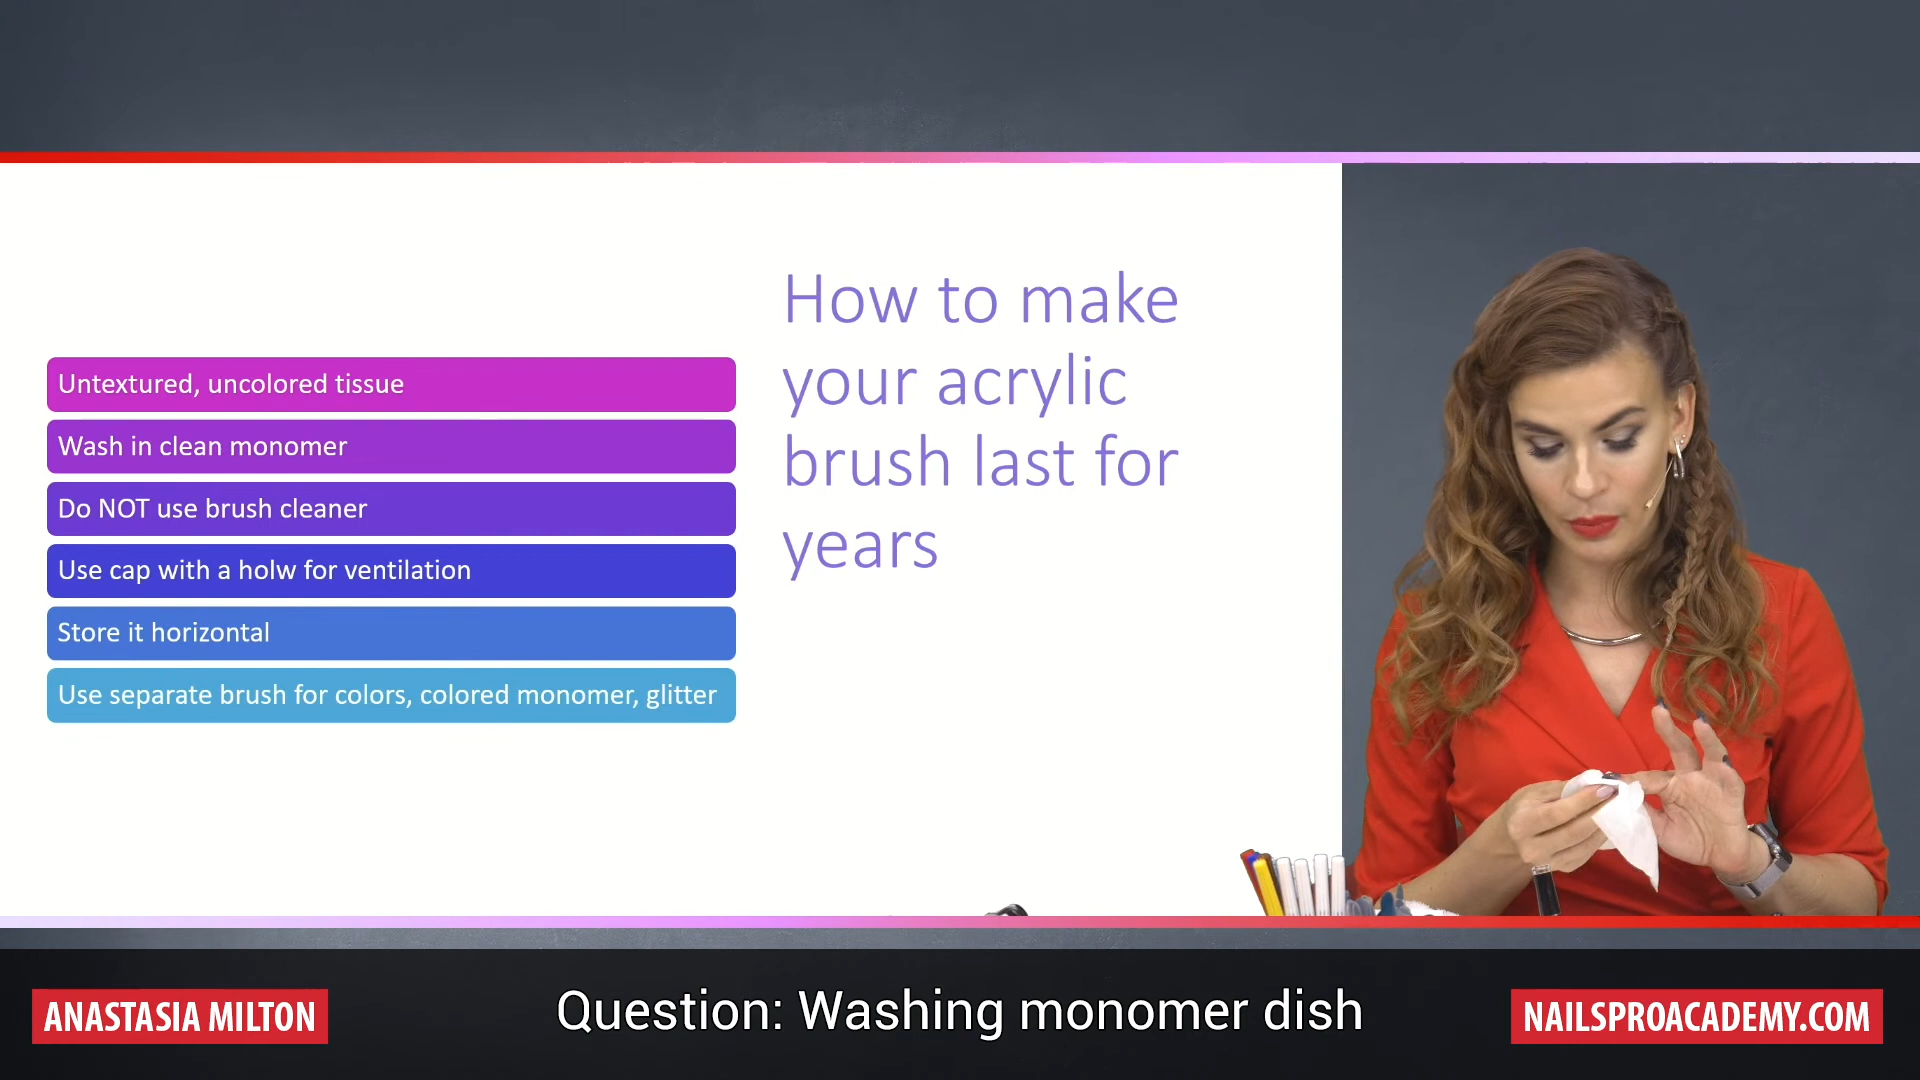 How to make
your acrylic
brush last for
years
Untextured, uncolored tissue
Wash in clean monomer
Do NOT use brush cleaner
Use cap with a holw for ventilation
Store it horizontal
Use separate brush for colors, colored monomer, glitter
ANASTASIA MILTON
Question: Washing monomer dish
NAILSPROACADEMY.COM